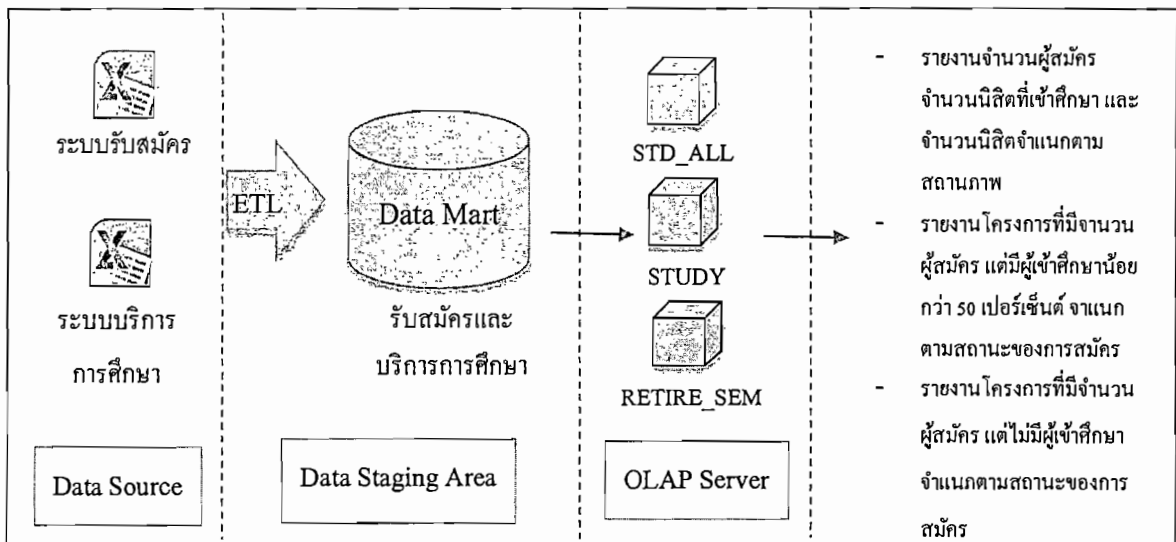 ระบบรับสมัคร
ระบบบริการ
การศึกษา
Data Source
ETL
Data Mart
รับสมัครและ
บริการการศึกษา
Data Staging Area
STD_ALL
STUDY
RETIRE_SEM
OLAP Server
- รายงานจำนวนผู้สมัคร
จำนวนนิสิตที่เข้าศึกษา และ
จำนวนนิสิตจำแนกตาม
สถานภาพ
- รายงานโครงการที่มีจานวน
ผู้สมัคร แต่มีผู้เข้าศึกษาน้อย
กว่า 50 เปอร์เซ็นต์ จาแนก
ตามสถานะของการสมัคร
- รายงานโครงการที่มีจำนวน
ผู้สมัคร แต่ไม่มีผู้เข้าศึกษา
จำแนกตามสถานะของการ
สมัคร